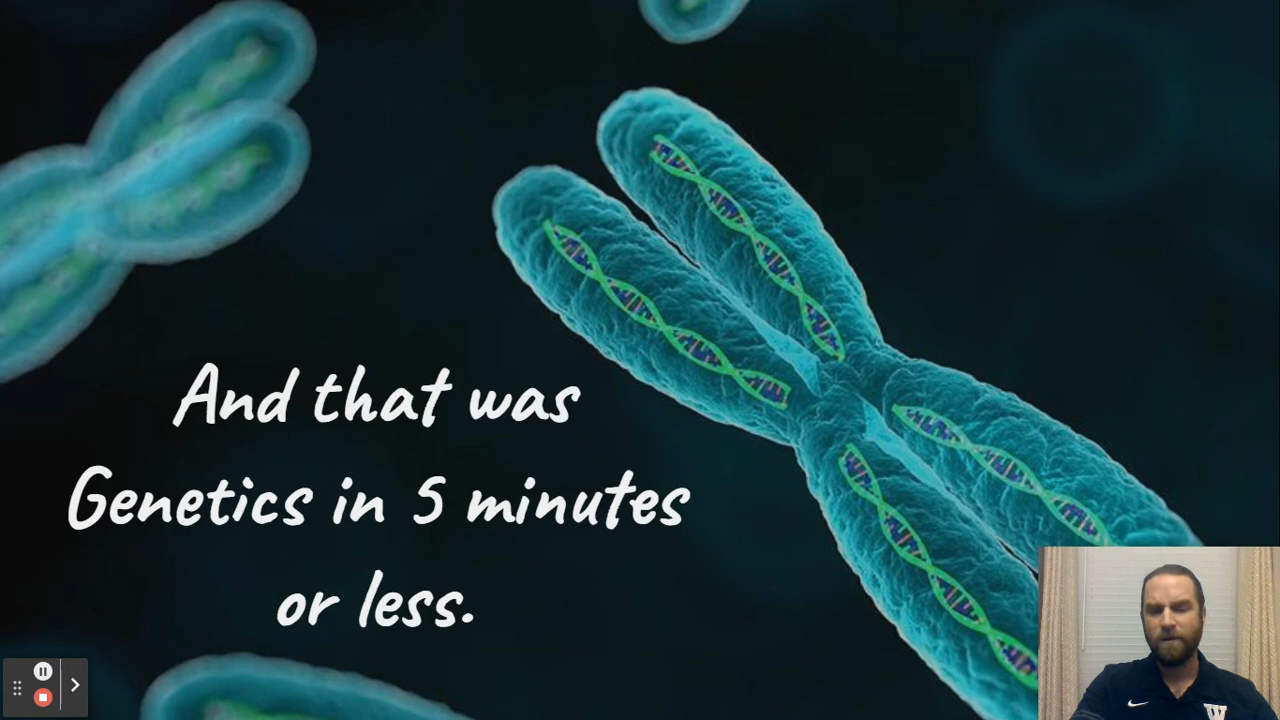 And that was
Genetics in 5 minutes
or less.
W